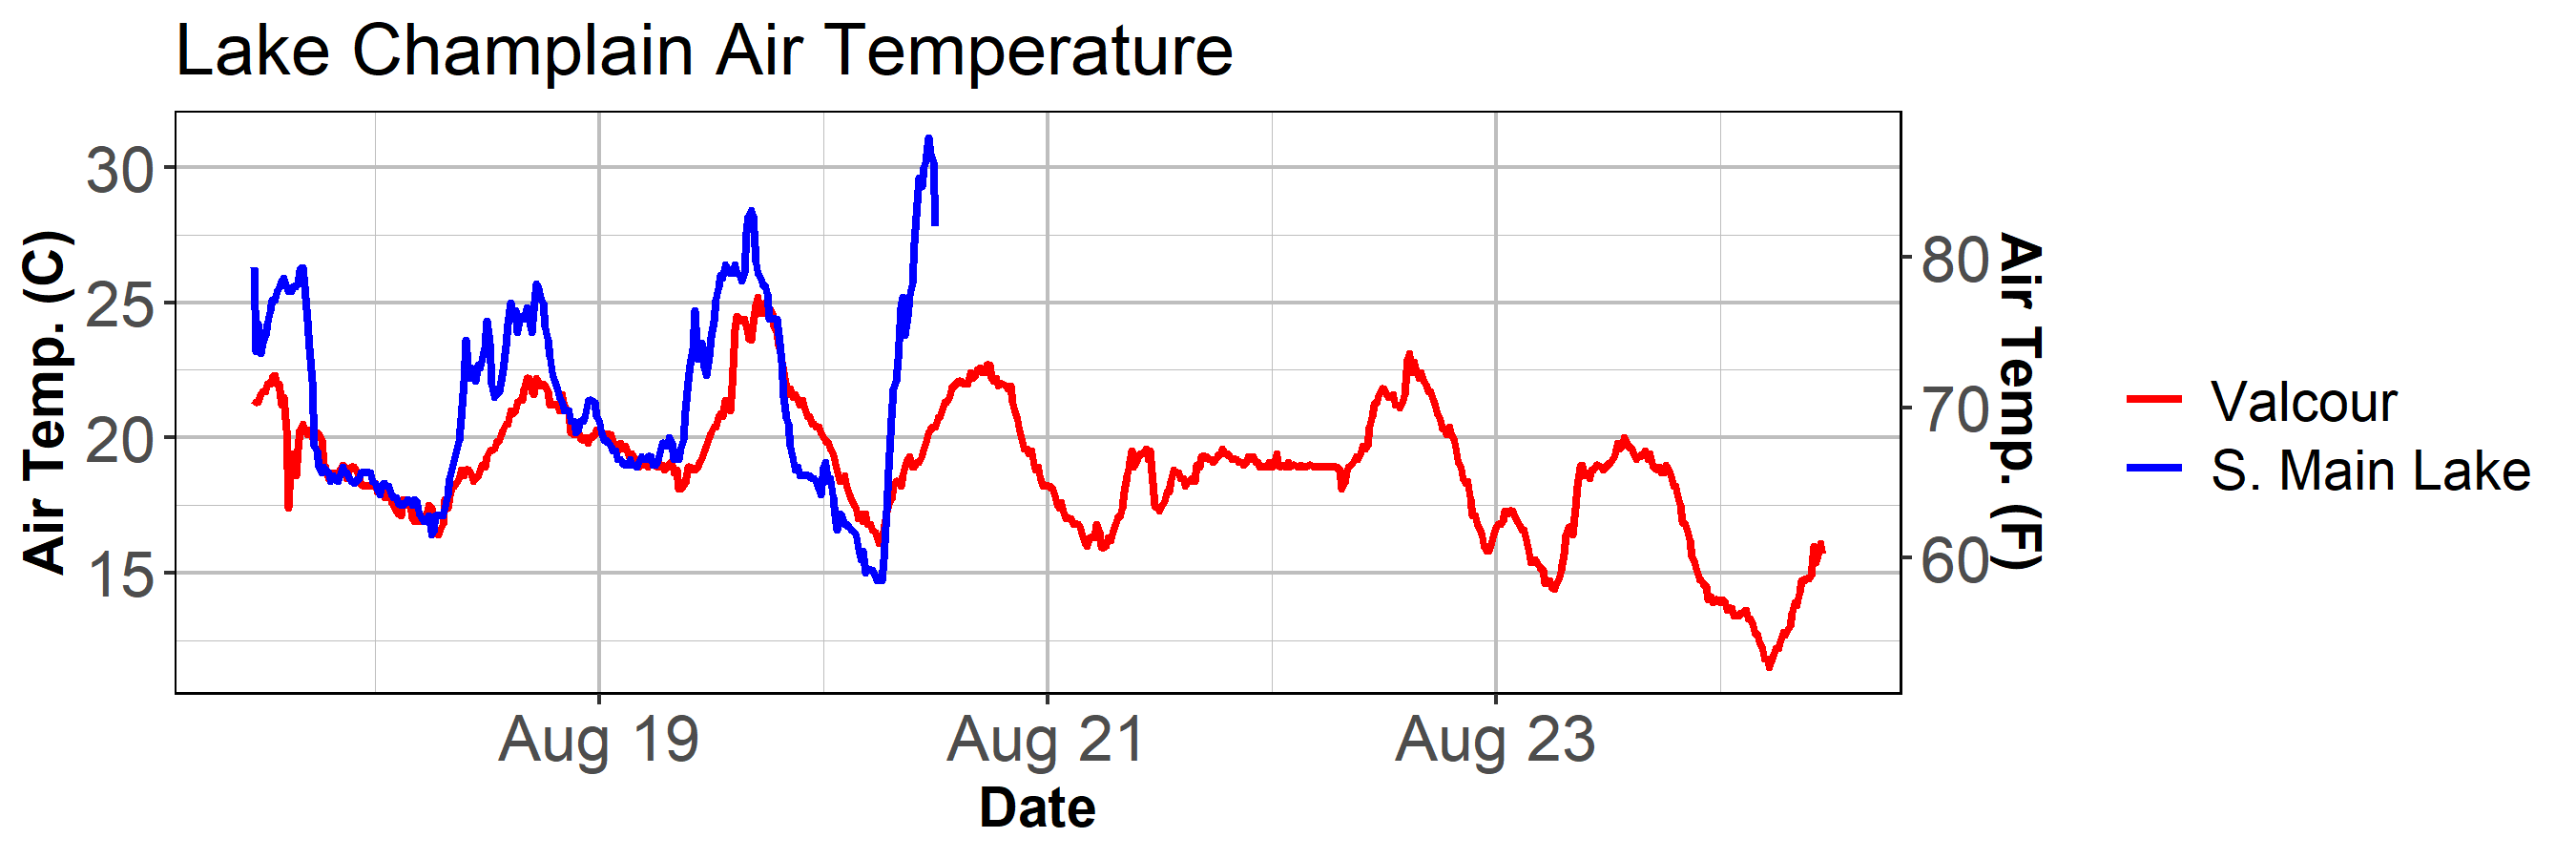 Lake Champlain Air Temperature
Air Temp. (C)
30
25
20
15
80
70
60
Air Temp. (F)
Aug 19
Aug 21
Aug 23
Date
Valcour
S. Main Lake